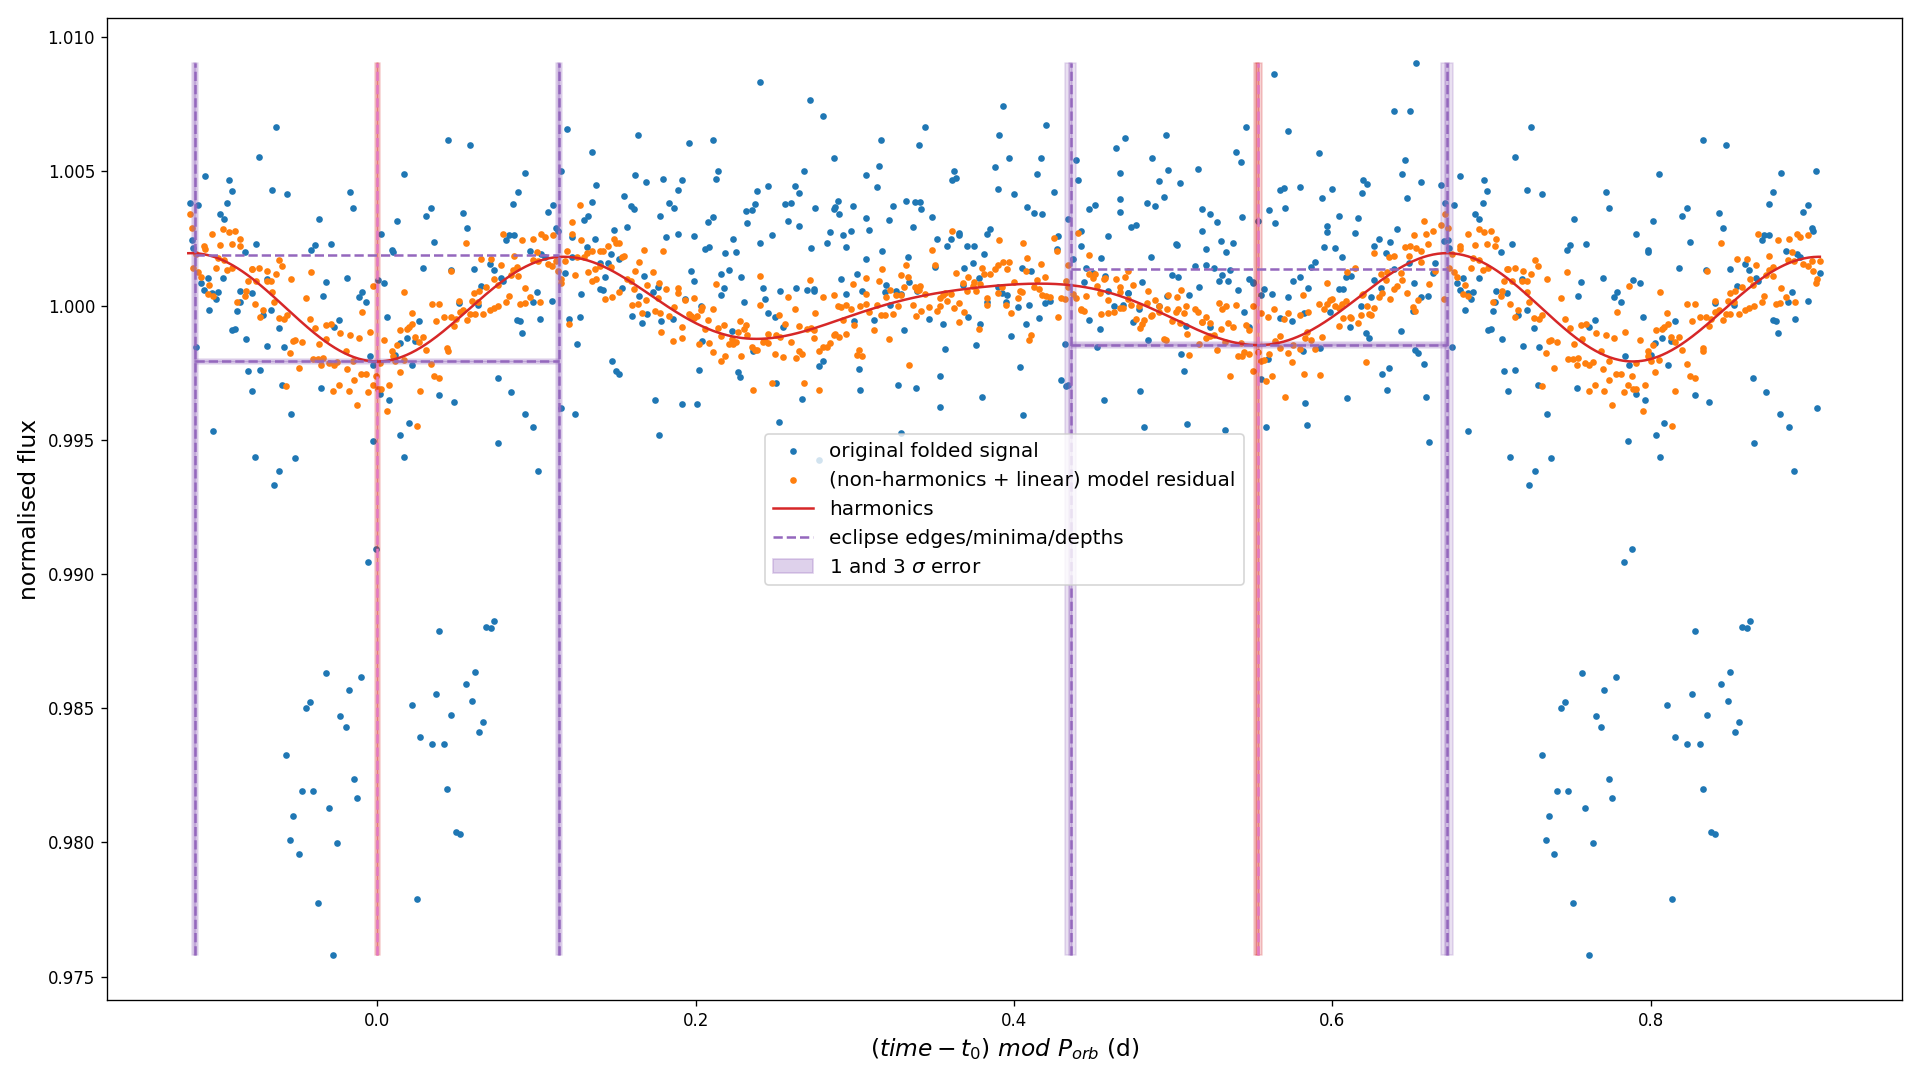 1.010
1.005
1.000
0.995
0.990
0.985
0.980
0.975
normalised flux
original folded signal
(non-harmonics + linear) model residual
harmonics
eclipse edges/minima/depths
1 and 3 σ error
0.0 0.2 0.4 0.6 0.8
(time − t₀) mod P_orb (d)